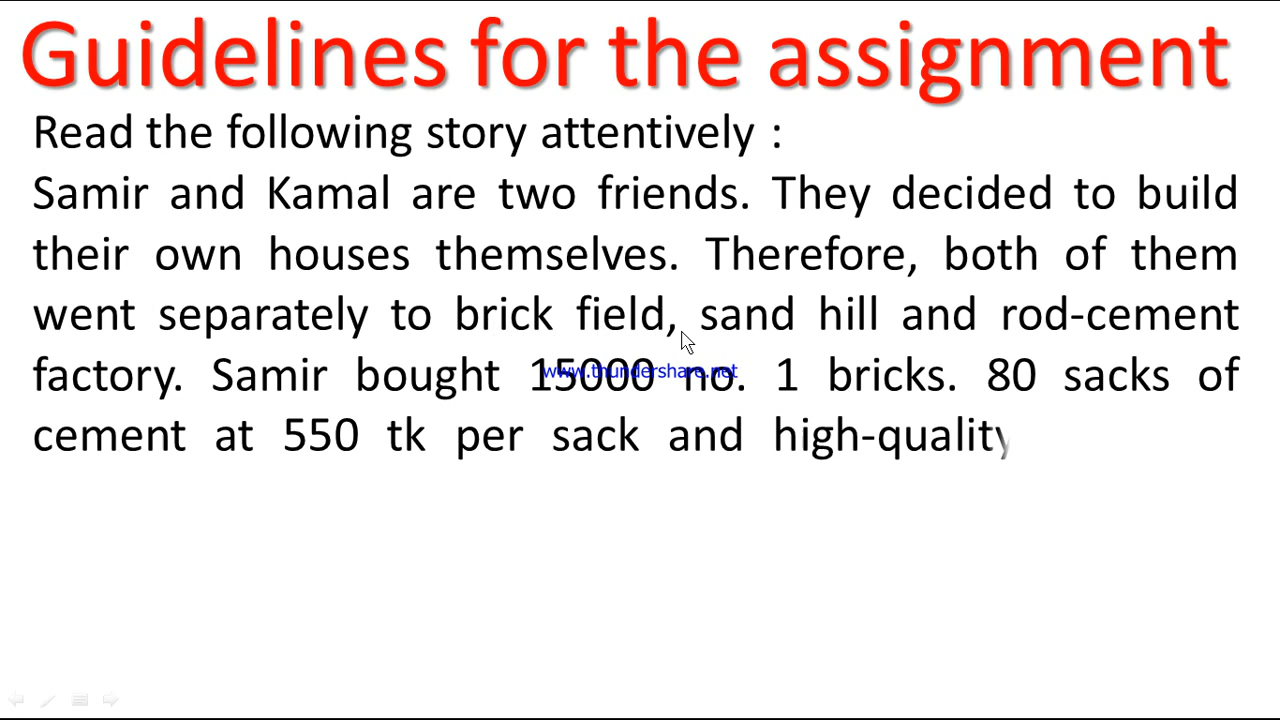 Guidelines for the assignment
Read the following story attentively :
Samir and Kamal are two friends. They decided to build
their own houses themselves. Therefore, both of them
went separately to brick field, sand hill and rod-cement
factory. Samir bought 15000 no. 1 bricks. 80 sacks of
www.thundershare.net
cement at 550 tk per sack and high-quality